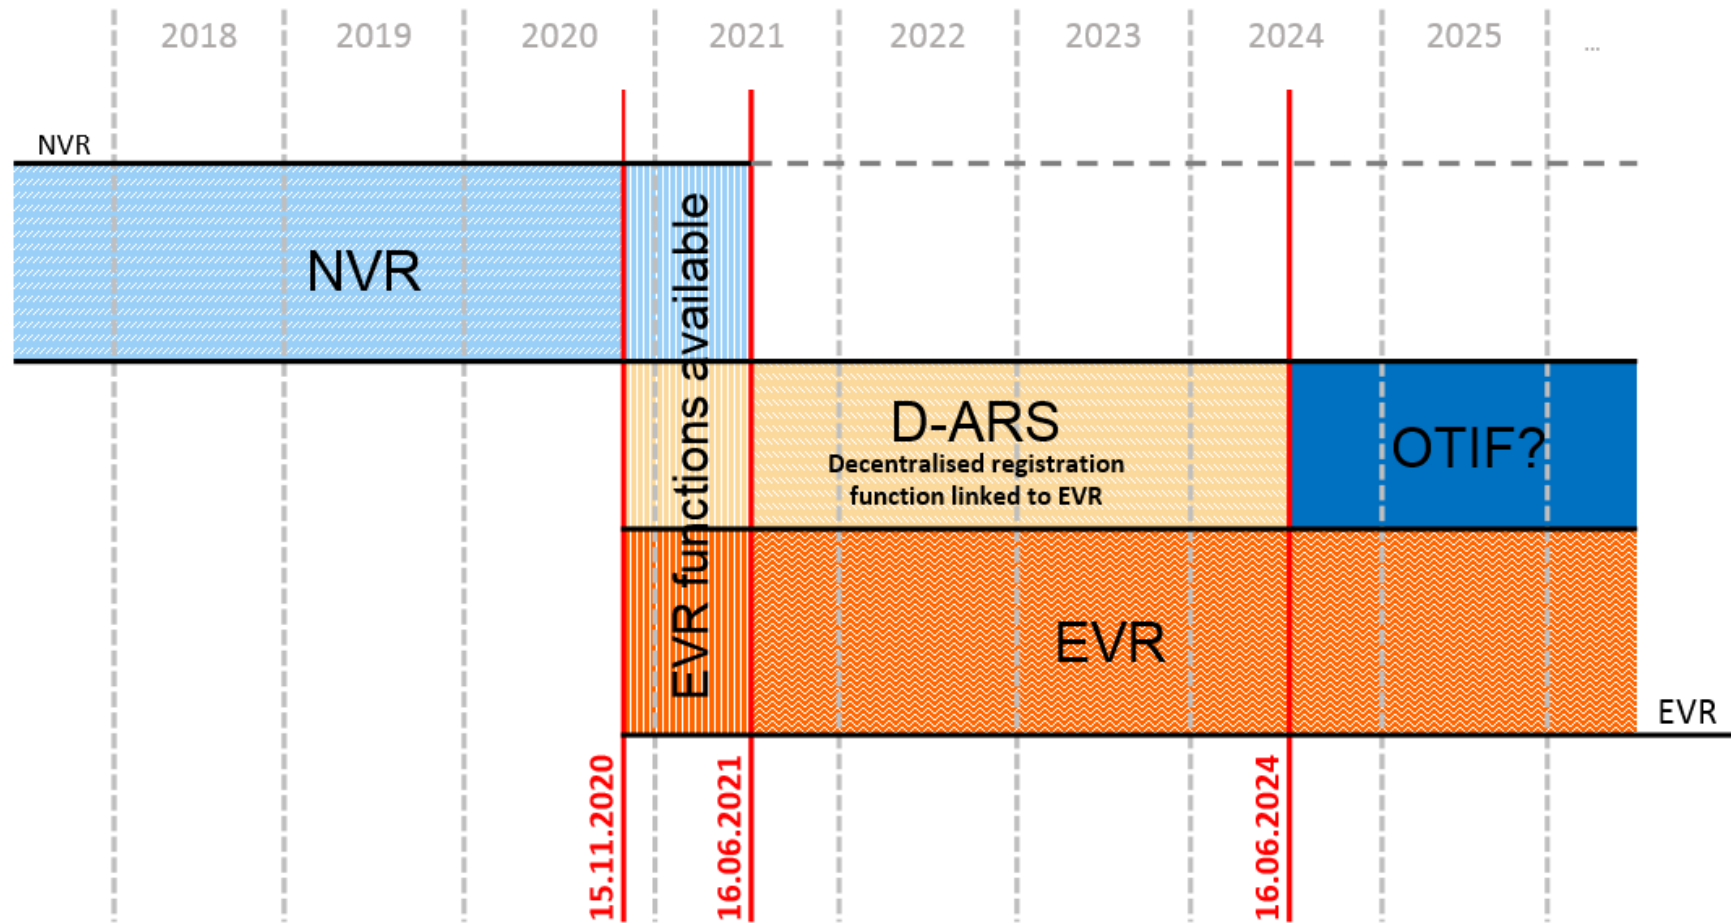 2018 2019 2020 2021 2022 2023 2024 2025 ...
NVR
NVR
EVR functions available
D-ARS
Decentralised registration
function linked to EVR
OTIF?
EVR
EVR
15.11.2020
16.06.2021
16.06.2024